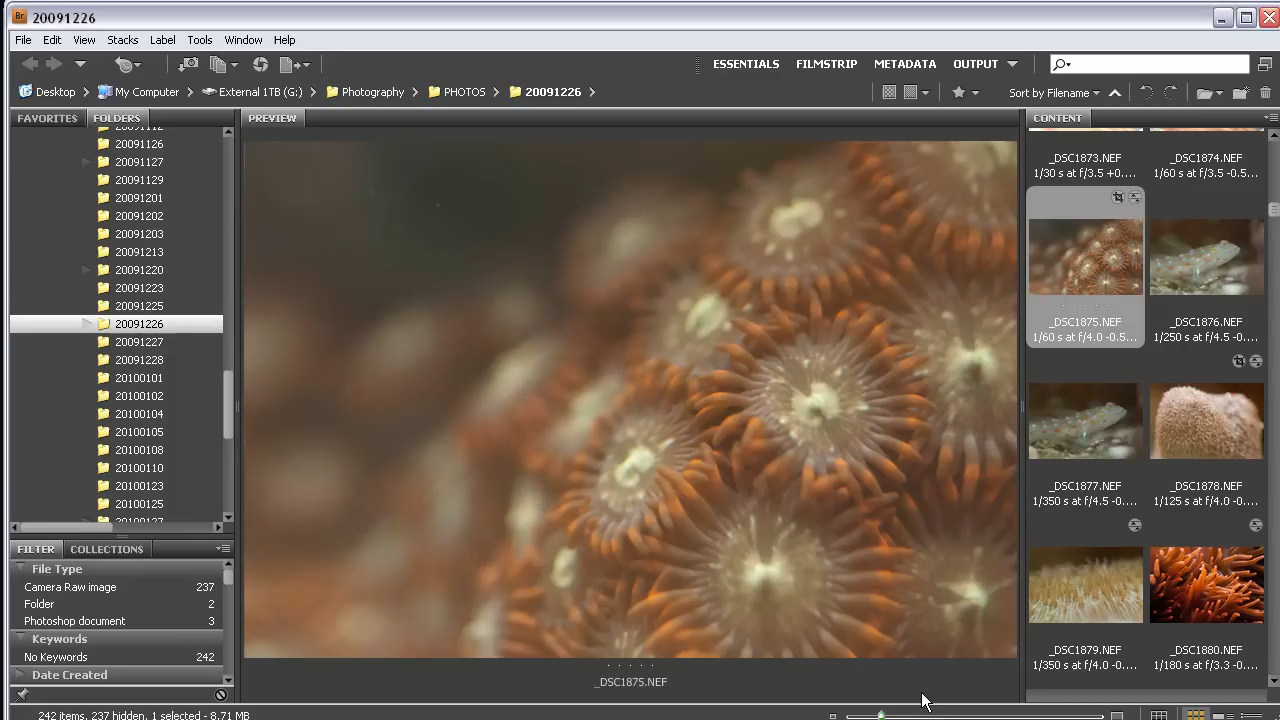 Br 20091226
File Edit View Stacks Label Tools Window Help
ESSENTIALS FILMSTRIP METADATA OUTPUT
Desktop My Computer External 1TB (G:) Photography PHOTOS 20091226 Sort by Filename
FAVORITES FOLDERS
20091126
20091127
20091129
20091201
20091202
20091203
20091213
20091220
20091223
20091225
20091226
20091227
20091228
20100101
20100102
20100104
20100105
20100108
20100110
20100123
20100125
FILTER COLLECTIONS
File Type
Camera Raw image 237
Folder 2
Photoshop document 3
Keywords
No Keywords 242
Date Created
PREVIEW
_DSC1875.NEF
CONTENT
_DSC1873.NEF _DSC1874.NEF
1/30 s at f/3.5 +0.... 1/60 s at f/3.5 -0.5...
_DSC1875.NEF _DSC1876.NEF
1/60 s at f/4.0 -0.5... 1/250 s at f/4.5 -0....
_DSC1877.NEF _DSC1878.NEF
1/350 s at f/4.5 -0.... 1/125 s at f/4.0 -0....
_DSC1879.NEF _DSC1880.NEF
1/350 s at f/4.0 -0.... 1/180 s at f/3.3 -0....
242 items, 237 hidden, 1 selected - 8.71 MB